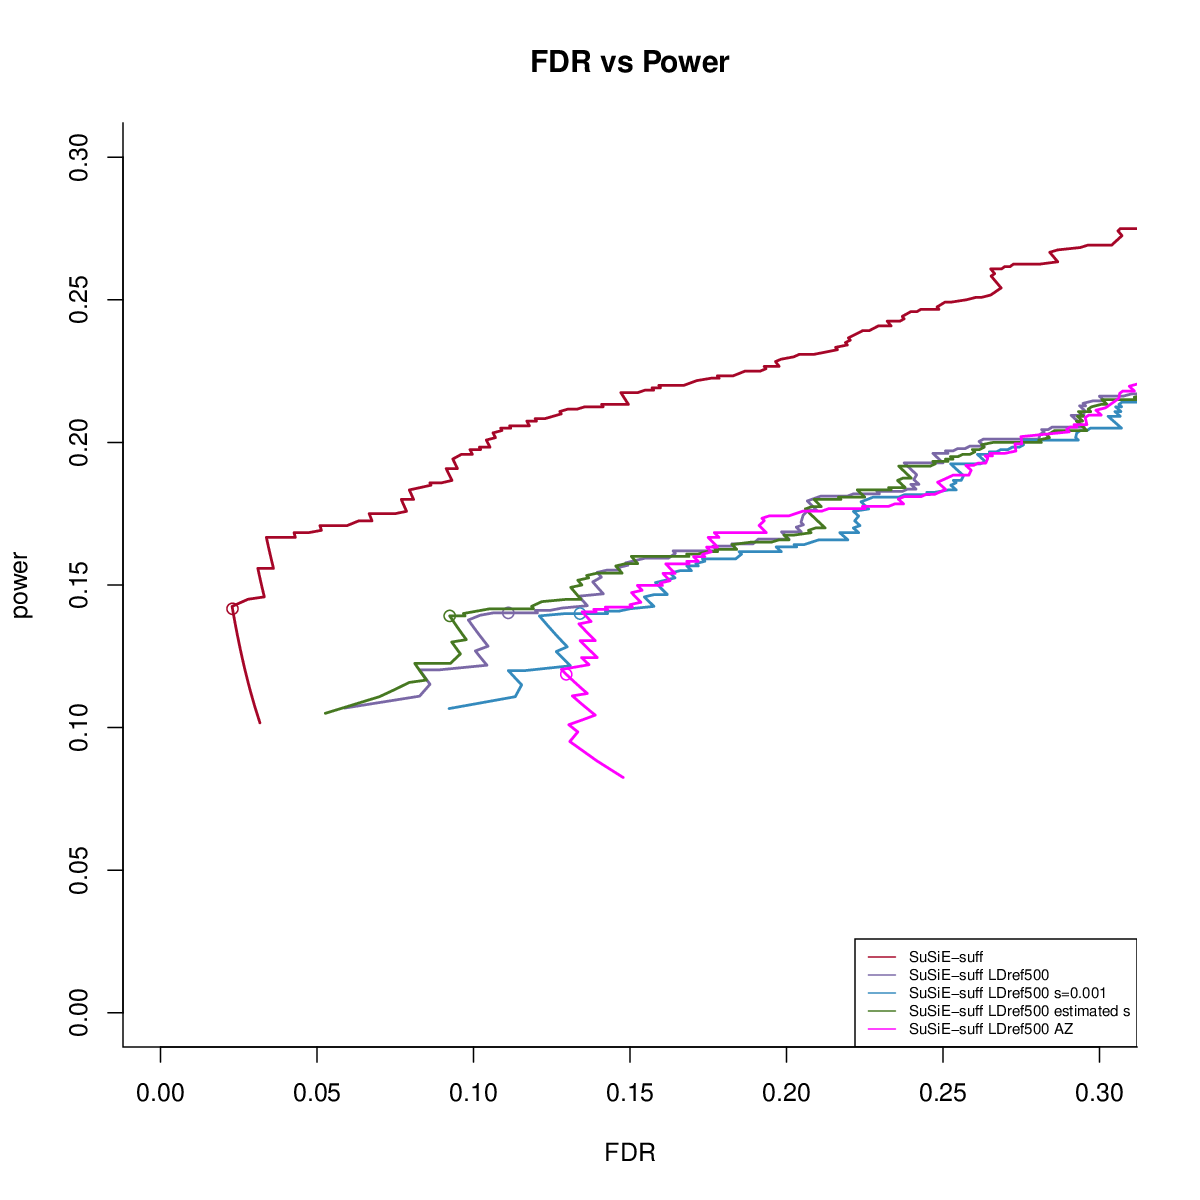 FDR vs Power
power
0.30
0.25
0.20
0.15
0.10
0.05
0.00
SuSiE−suff
SuSiE−suff LDref500
SuSiE−suff LDref500 s=0.001
SuSiE−suff LDref500 estimated s
SuSiE−suff LDref500 AZ
0.00 0.05 0.10 0.15 0.20 0.25 0.30
FDR